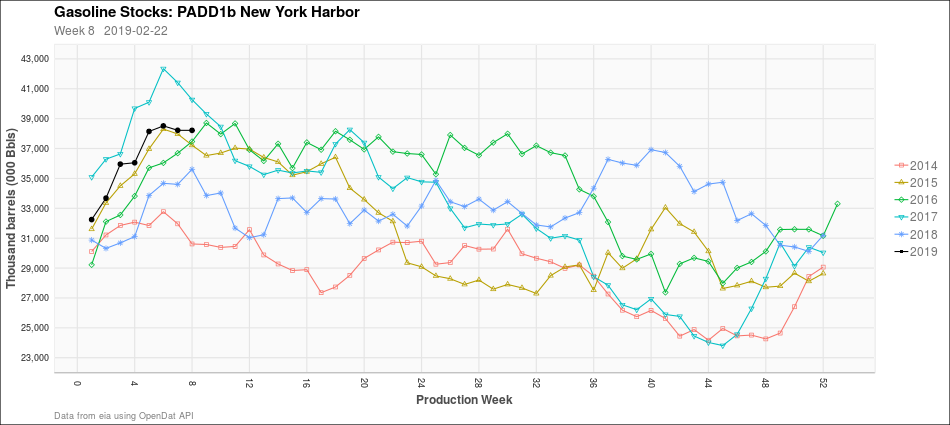 Gasoline Stocks: PADD1b New York Harbor
Week 8 2019-02-22
Thousand barrels (000 Bbls)
43,000
41,000
39,000
37,000
35,000
33,000
31,000
29,000
27,000
25,000
23,000
0 4 8 12 16 20 24 28 32 36 40 44 48 52
Production Week
2014
2015
2016
2017
2018
2019
Data from eia using OpenDat API